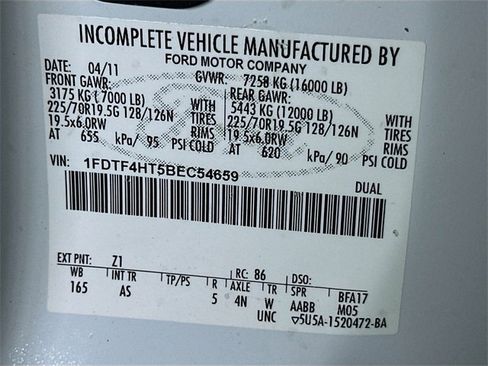 INCOMPLETE VEHICLE MANUFACTURED BY
FORD MOTOR COMPANY
DATE: 04/11 GVWR: 7258 KG (16000 LB)
FRONT GAWR: REAR GAWR:
3175 KG (7000 LB) WITH 5443 KG (12000 LB) WITH
225/70R19.5G 128/126N TIRES 225/70R19.5G 128/126N TIRES
19.5x6.0RW RIMS 19.5x6.0RW RIMS
AT 655 kPa/ 95 PSI COLD AT 620 kPa/ 90 PSI COLD
VIN: 1FDTF4HT5BEC54659
DUAL
EXT PNT: Z1 RC: 86 DSO:
WB INT TR TP/PS R AXLE TR SPR BFA17
165 AS 5 4N W AABB M05
UNC ▽5U5A-1520472-BA